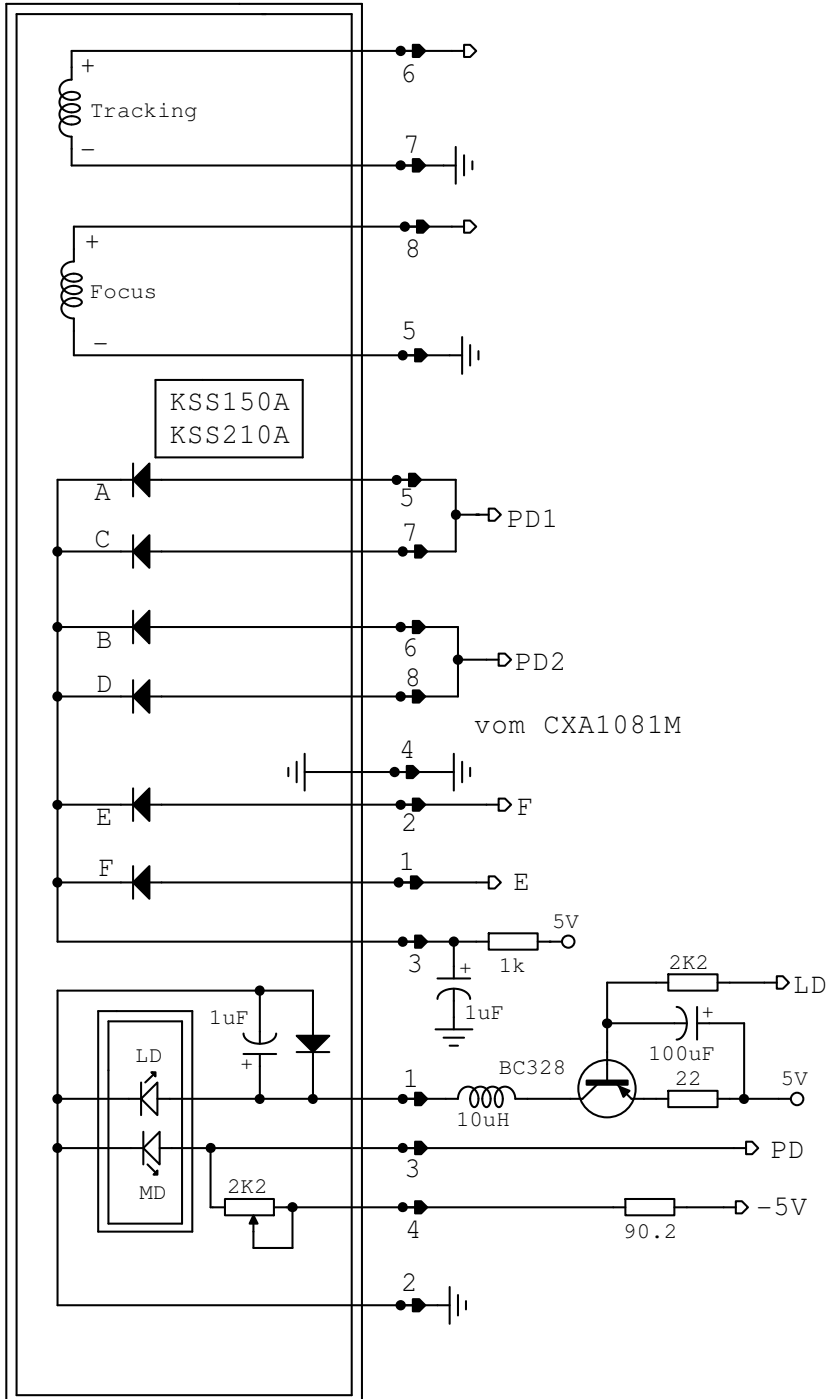 +
6
Tracking
−
7
+
8
Focus
−
5
KSS150A
KSS210A
A
5
PD1
C
7
B
6
PD2
D
8
vom CXA1081M
4
E
2
F
F
1
E
5V
3
1k
1uF
+
2K2
LD
1uF
+
100uF
+
LD
BC328
22
5V
1
10uH
MD
3
PD
2K2
4
90.2
−5V
2